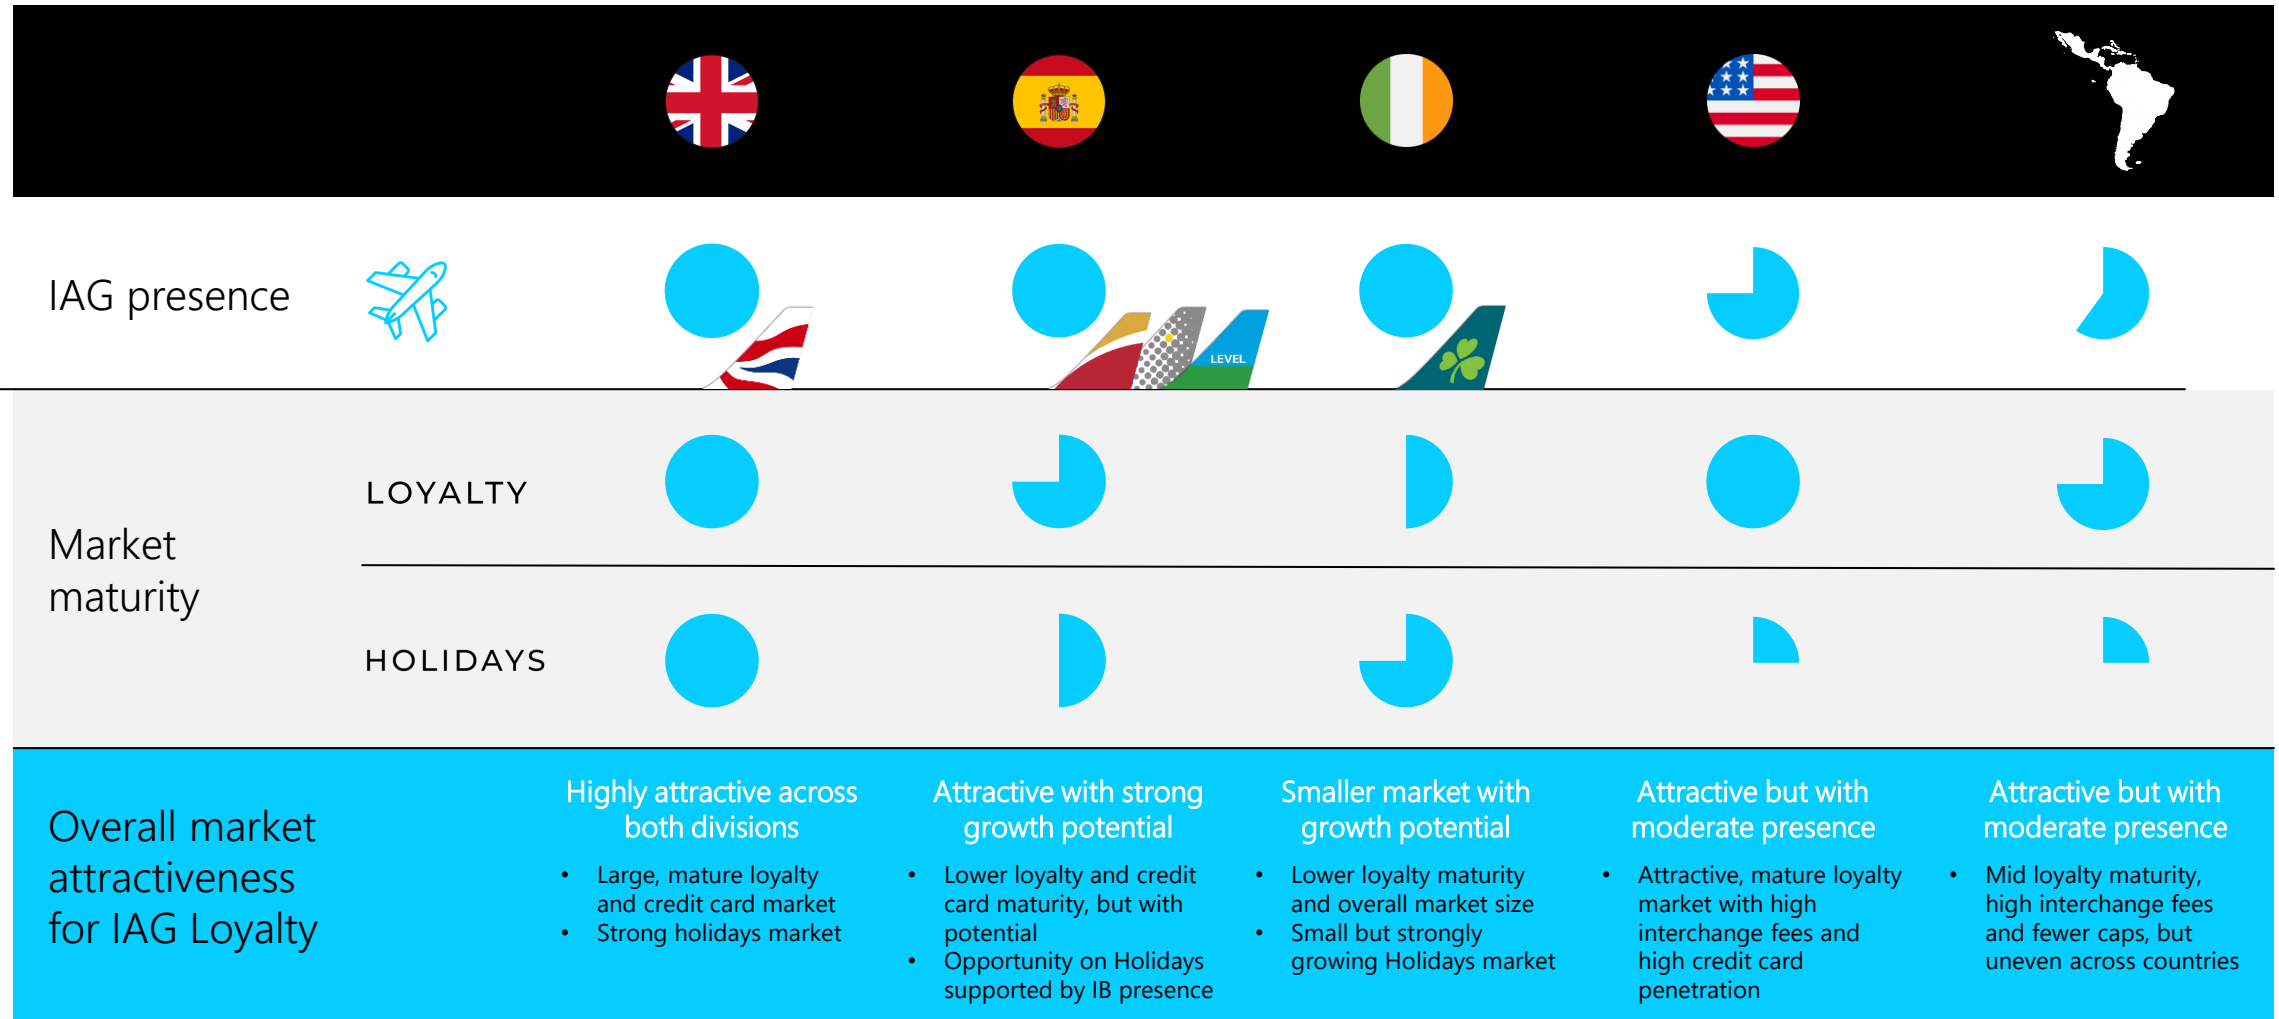 IAG presence
LEVEL
Market
maturity
LOYALTY
HOLIDAYS
Overall market
attractiveness
for IAG Loyalty
Highly attractive across
both divisions
• Large, mature loyalty
and credit card market
• Strong holidays market
Attractive with strong
growth potential
• Lower loyalty and credit
card maturity, but with
potential
• Opportunity on Holidays
supported by IB presence
Smaller market with
growth potential
• Lower loyalty maturity
and overall market size
• Small but strongly
growing Holidays market
Attractive but with
moderate presence
• Attractive, mature loyalty
market with high
interchange fees and
high credit card
penetration
Attractive but with
moderate presence
• Mid loyalty maturity,
high interchange fees
and fewer caps, but
uneven across countries